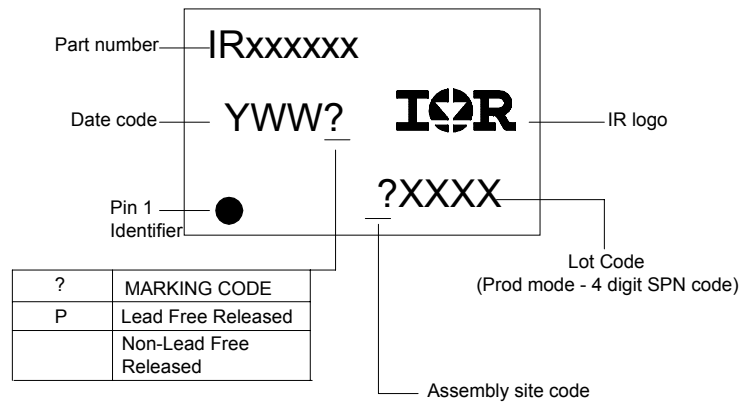 Part number
IRxxxxxx
Date code
YWW?
IOR
IR logo
?XXXX
Pin 1
Identifier
Lot Code
(Prod mode - 4 digit SPN code)
? MARKING CODE
P Lead Free Released
Non-Lead Free
Released
Assembly site code